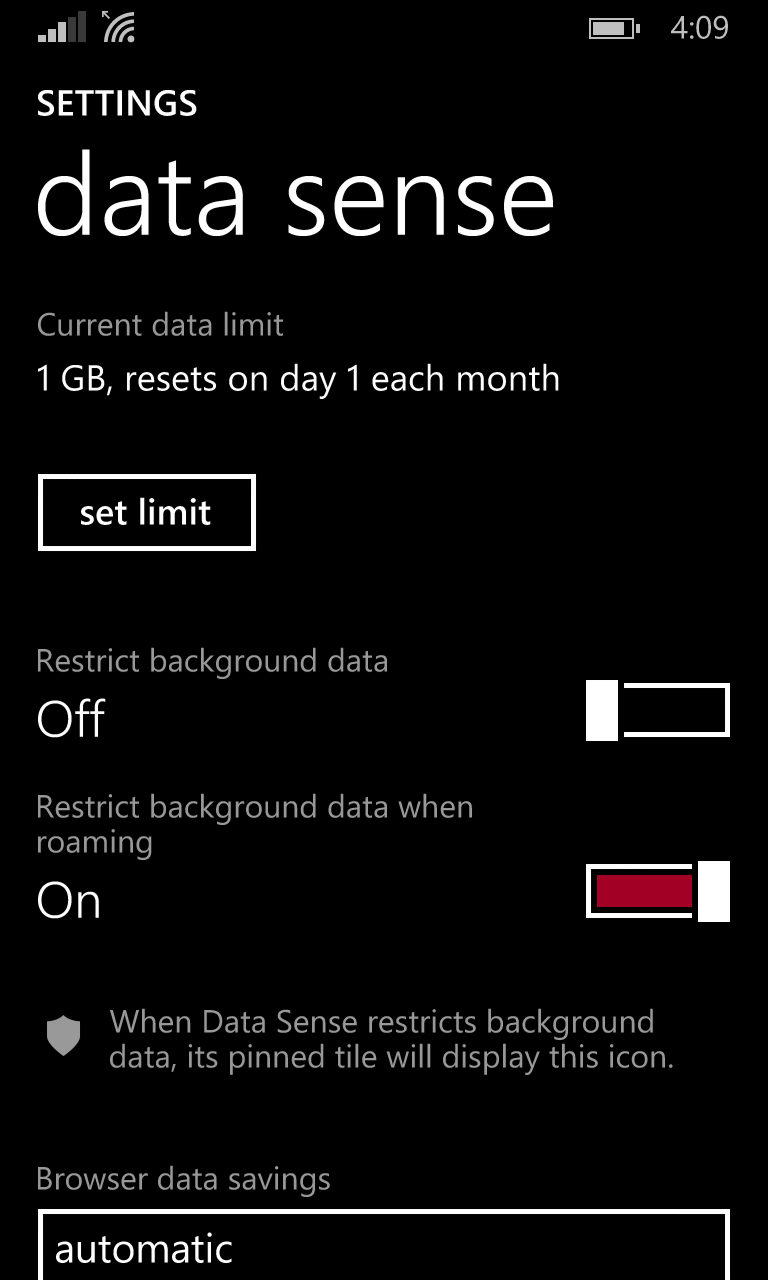 4:09
SETTINGS
data sense
Current data limit
1 GB, resets on day 1 each month
set limit
Restrict background data
Off
Restrict background data when
roaming
On
When Data Sense restricts background
data, its pinned tile will display this icon.
Browser data savings
automatic